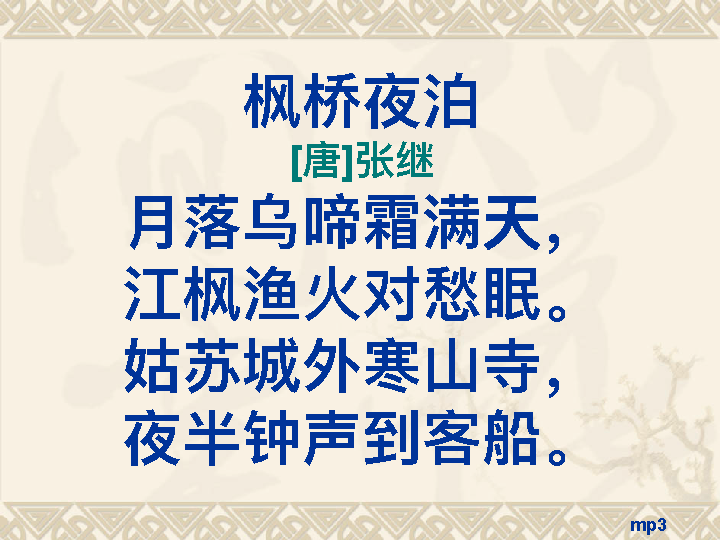 枫桥夜泊
[唐]张继
月落乌啼霜满天，
江枫渔火对愁眠。
姑苏城外寒山寺，
夜半钟声到客船。
mp3